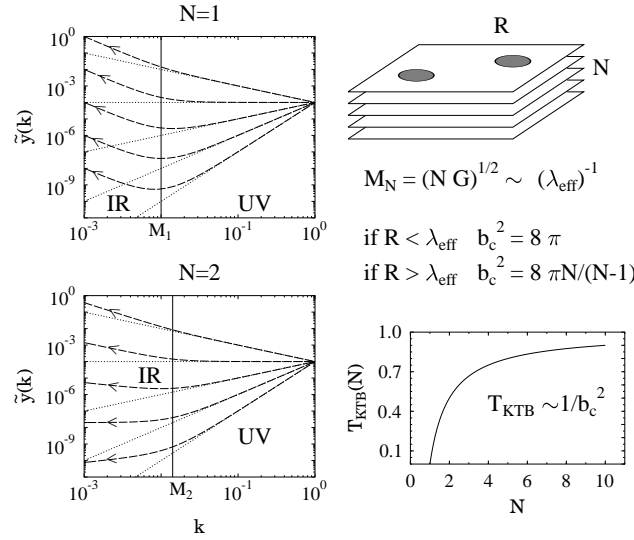 N=1
10^0
10^-3
10^-6
10^-9
ỹ(k)
IR
UV
10^-3
M_1
10^-1
10^0
N=2
10^0
10^-3
10^-6
10^-9
ỹ(k)
IR
UV
10^-3
M_2
10^-1
10^0
k
R
N
M_N = (N G)^1/2 ~ (λ_eff)^-1
if R < λ_eff b_c^2 = 8 π
if R > λ_eff b_c^2 = 8 πN/(N-1)
1.0
0.7
0.4
0.1
T_KTB(N)
T_KTB ~1/b_c^2
0
2
4
6
8
10
N